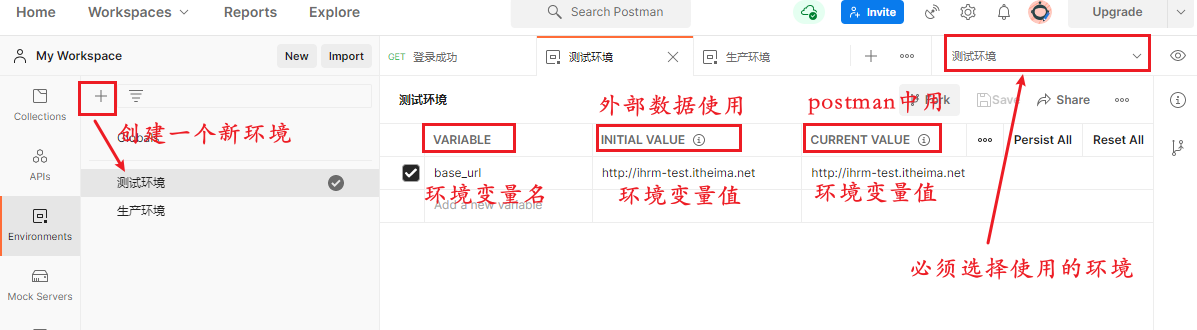 Home Workspaces Reports Explore Search Postman Invite Upgrade
My Workspace New Import GET 登录成功 测试环境 生产环境 测试环境
Collections
APIs
Environments
Mock Servers
创建一个新环境
Globals
测试环境
生产环境
测试环境 Fork Save Share
外部数据使用 postman中用
VARIABLE INITIAL VALUE CURRENT VALUE Persist All Reset All
base_url http://ihrm-test.itheima.net http://ihrm-test.itheima.net
环境变量名 环境变量值 环境变量值
Add a new variable
必须选择使用的环境